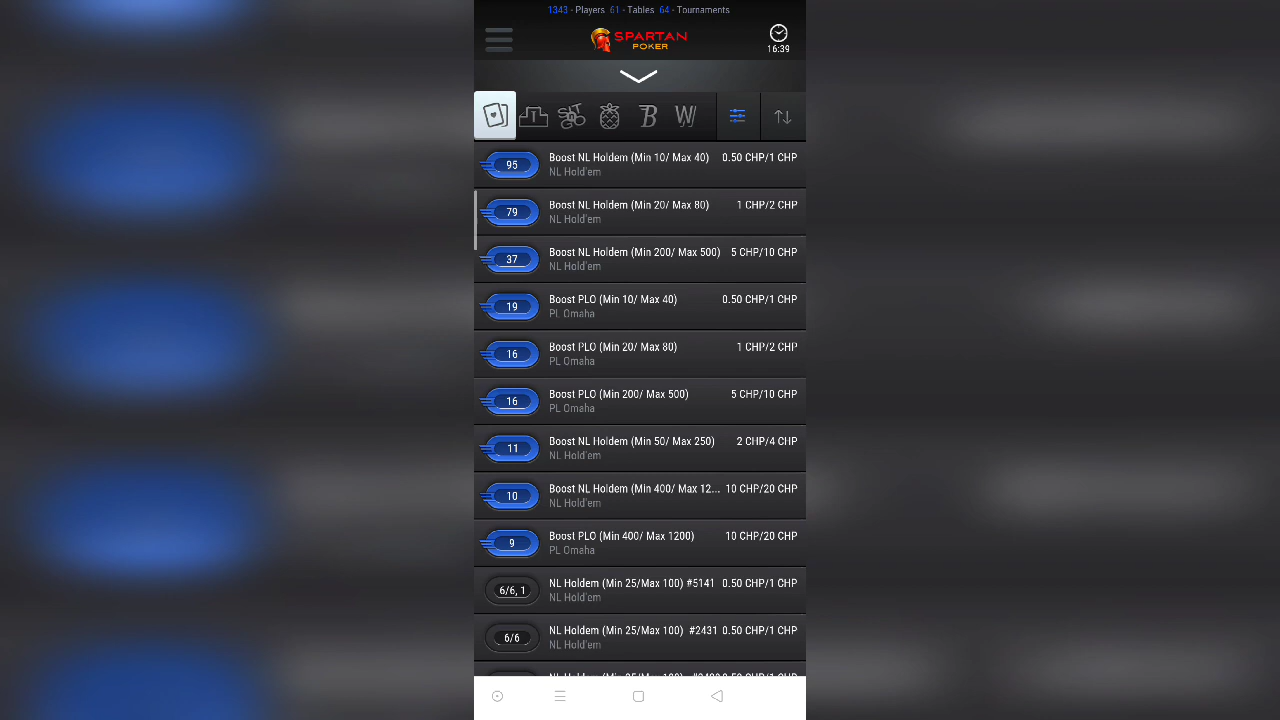 1343 - Players 61 - Tables 64 - Tournaments
SPARTAN
POKER
16:39
95 Boost NL Holdem (Min 10/ Max 40) 0.50 CHP/1 CHP
NL Hold'em
79 Boost NL Holdem (Min 20/ Max 80) 1 CHP/2 CHP
NL Hold'em
37 Boost NL Holdem (Min 200/ Max 500) 5 CHP/10 CHP
NL Hold'em
19 Boost PLO (Min 10/ Max 40) 0.50 CHP/1 CHP
PL Omaha
16 Boost PLO (Min 20/ Max 80) 1 CHP/2 CHP
PL Omaha
16 Boost PLO (Min 200/ Max 500) 5 CHP/10 CHP
PL Omaha
11 Boost NL Holdem (Min 50/ Max 250) 2 CHP/4 CHP
NL Hold'em
10 Boost NL Holdem (Min 400/ Max 12... 10 CHP/20 CHP
NL Hold'em
9 Boost PLO (Min 400/ Max 1200) 10 CHP/20 CHP
PL Omaha
6/6, 1 NL Holdem (Min 25/Max 100) #5141 0.50 CHP/1 CHP
NL Hold'em
6/6 NL Holdem (Min 25/Max 100) #2431 0.50 CHP/1 CHP
NL Hold'em